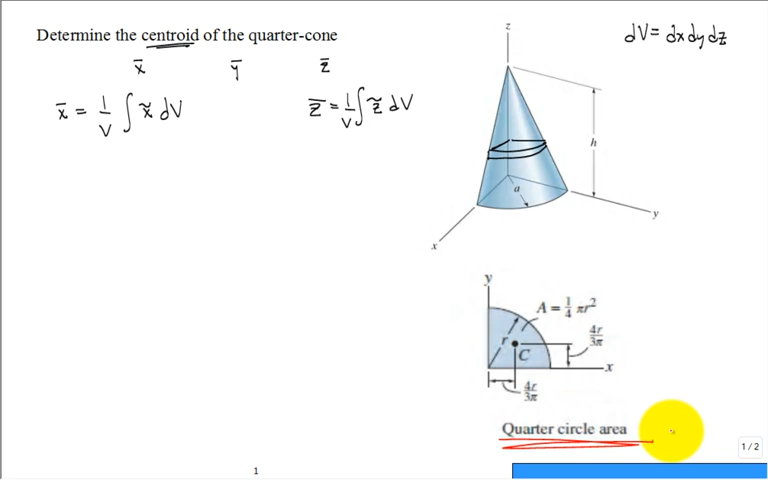 Determine the centroid of the quarter-cone
x̄ ȳ z̄
x̄ = 1/V ∫ x̃ dV
z̄ = 1/V ∫ z̃ dV
dV = dx dy dz
z
h
a
y
x
y
A = 1/4 πr²
4r/3π
r
C
x
4r/3π
Quarter circle area
1 / 2
1